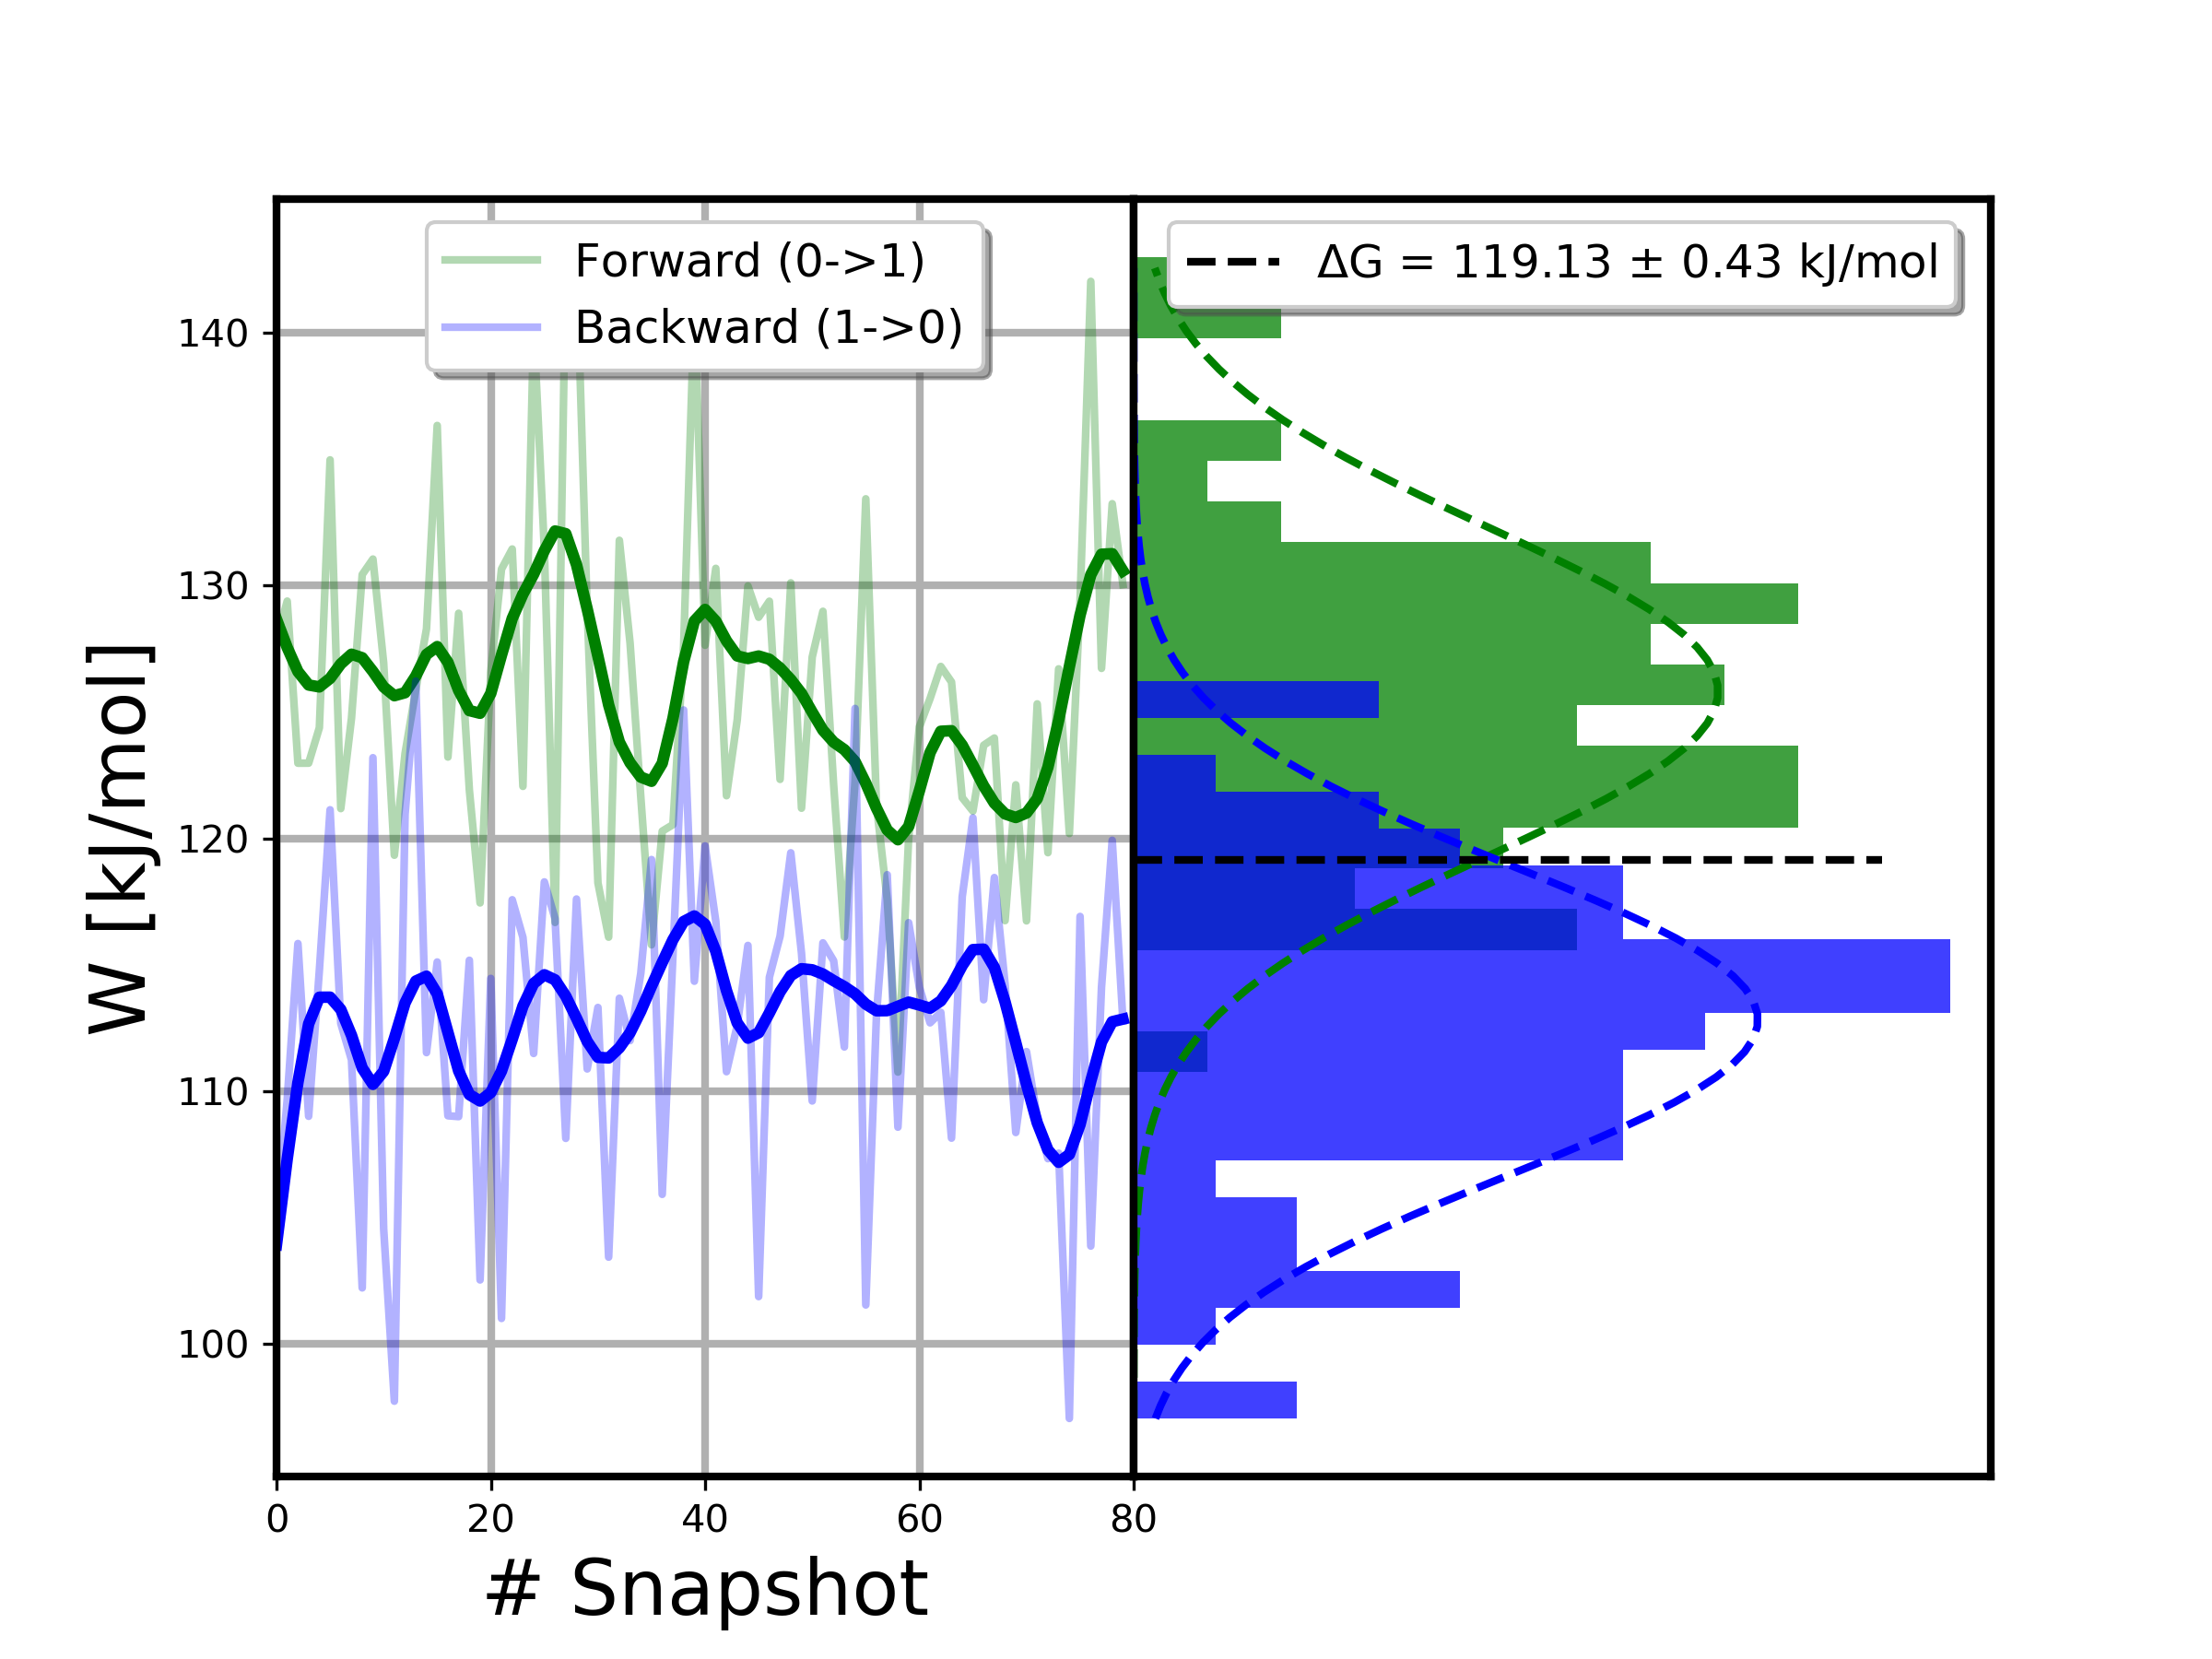 Forward (0->1)
Backward (1->0)
ΔG = 119.13 ± 0.43 kJ/mol
W [kJ/mol]
140
130
120
110
100
0 20 40 60 80
# Snapshot